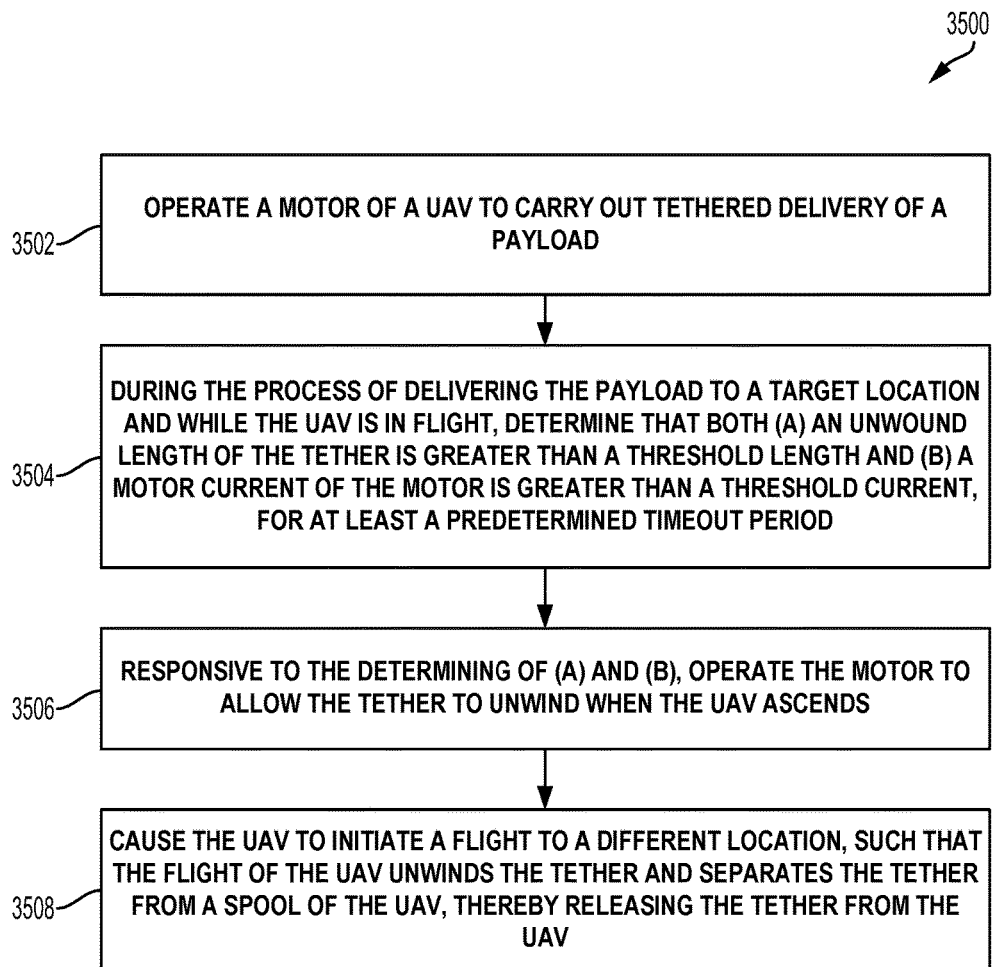 3500
OPERATE A MOTOR OF A UAV TO CARRY OUT TETHERED DELIVERY OF A
PAYLOAD
3502
DURING THE PROCESS OF DELIVERING THE PAYLOAD TO A TARGET LOCATION
AND WHILE THE UAV IS IN FLIGHT, DETERMINE THAT BOTH (A) AN UNWOUND
LENGTH OF THE TETHER IS GREATER THAN A THRESHOLD LENGTH AND (B) A
MOTOR CURRENT OF THE MOTOR IS GREATER THAN A THRESHOLD CURRENT,
FOR AT LEAST A PREDETERMINED TIMEOUT PERIOD
3504
RESPONSIVE TO THE DETERMINING OF (A) AND (B), OPERATE THE MOTOR TO
ALLOW THE TETHER TO UNWIND WHEN THE UAV ASCENDS
3506
CAUSE THE UAV TO INITIATE A FLIGHT TO A DIFFERENT LOCATION, SUCH THAT
THE FLIGHT OF THE UAV UNWINDS THE TETHER AND SEPARATES THE TETHER
FROM A SPOOL OF THE UAV, THEREBY RELEASING THE TETHER FROM THE
UAV
3508